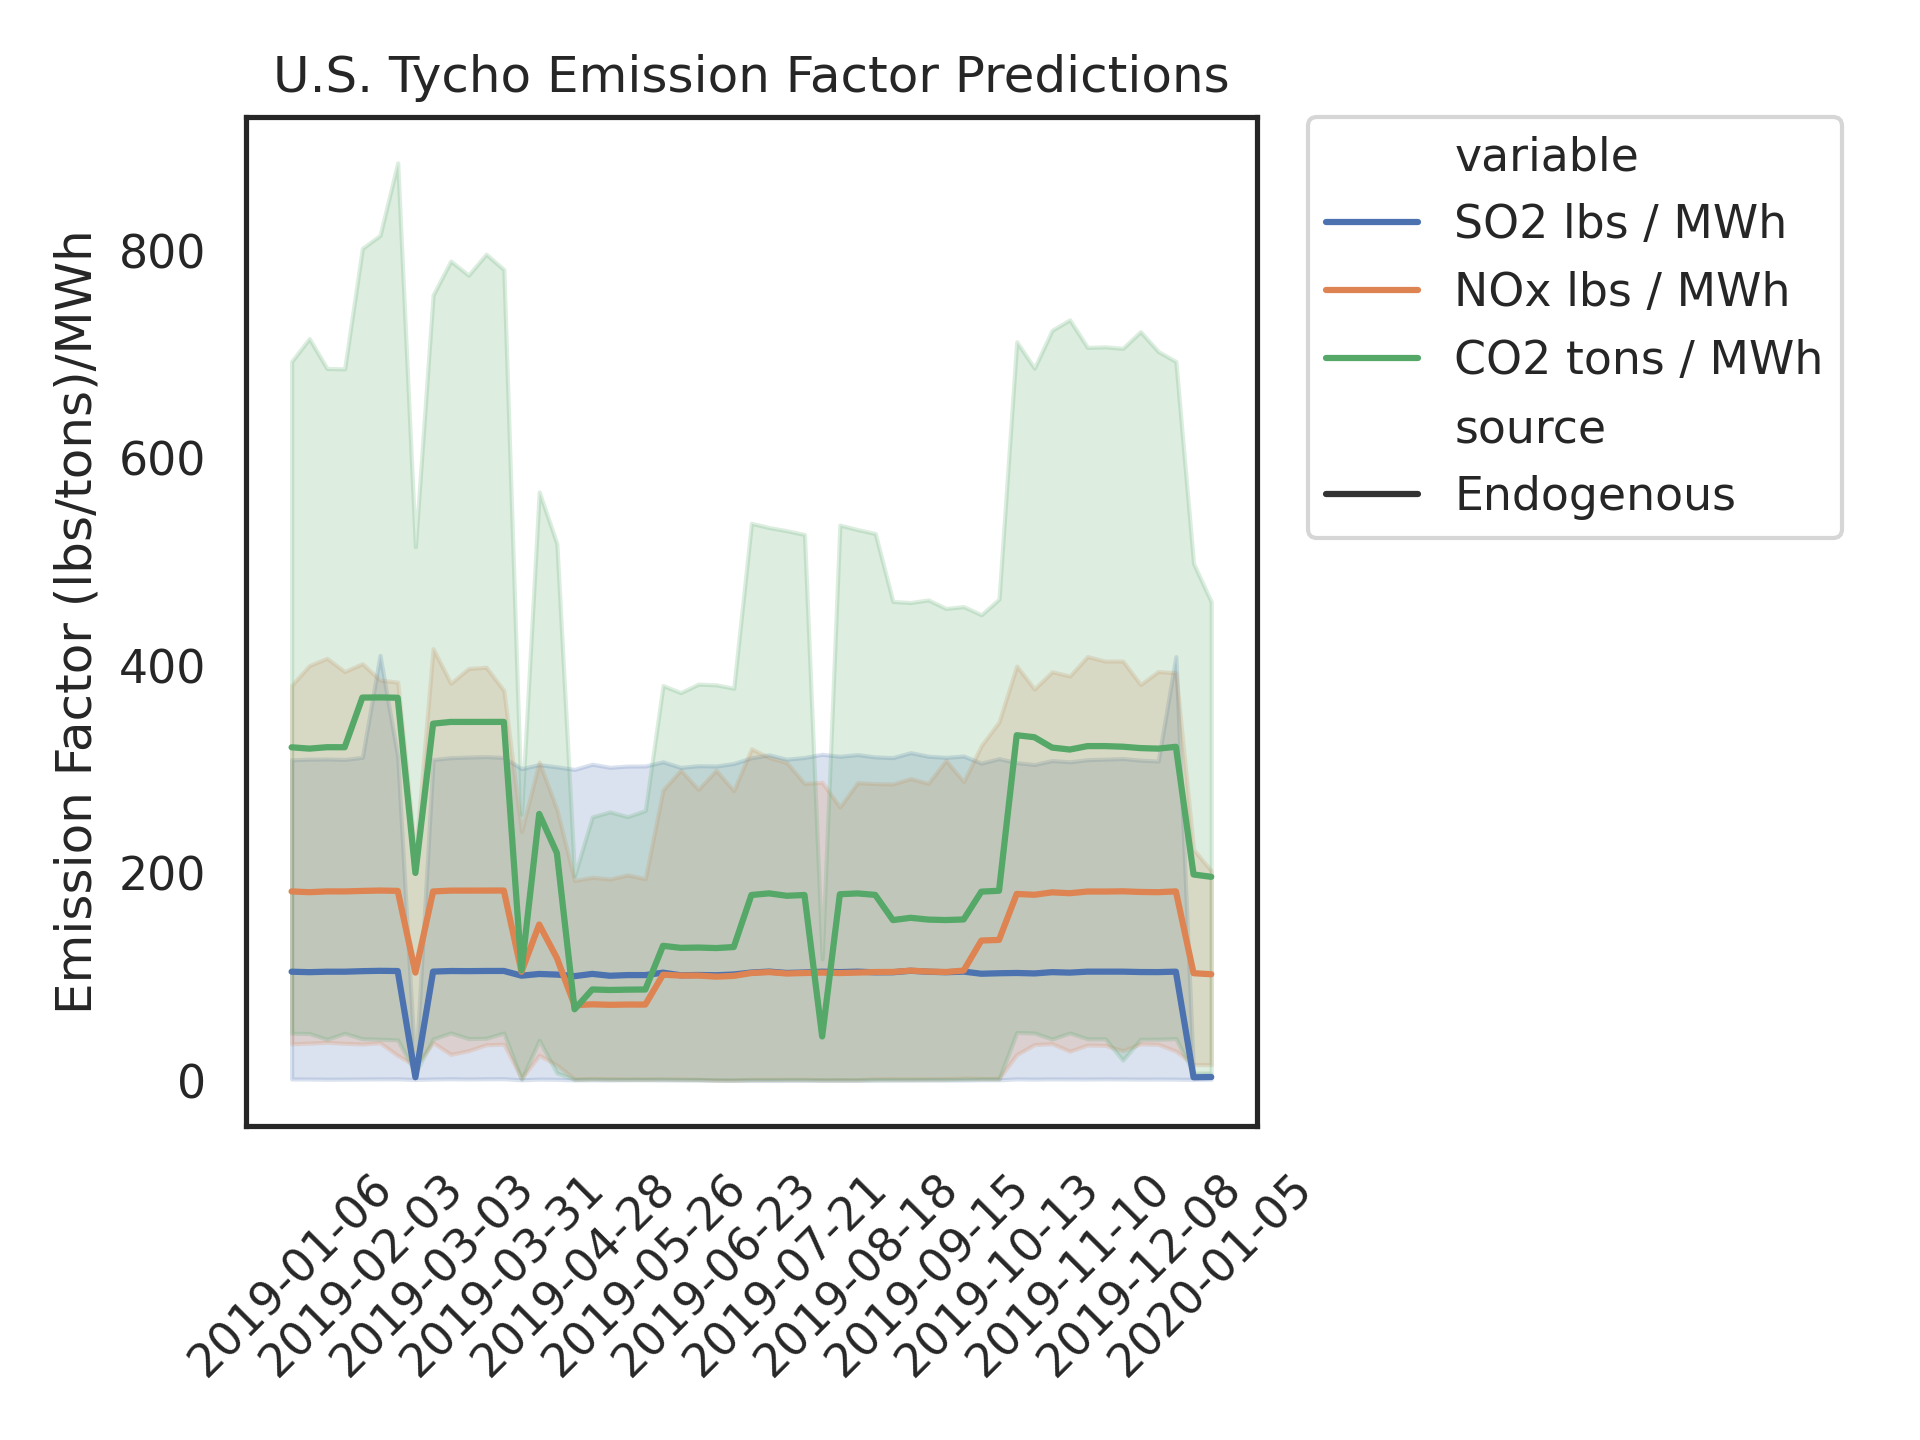 U.S. Tycho Emission Factor Predictions
Emission Factor (lbs/tons)/MWh
800
600
400
200
0
2019-01-06
2019-02-03
2019-03-03
2019-03-31
2019-04-28
2019-05-26
2019-06-23
2019-07-21
2019-08-18
2019-09-15
2019-10-13
2019-11-10
2019-12-08
2020-01-05
variable
SO2 lbs / MWh
NOx lbs / MWh
CO2 tons / MWh
source
Endogenous